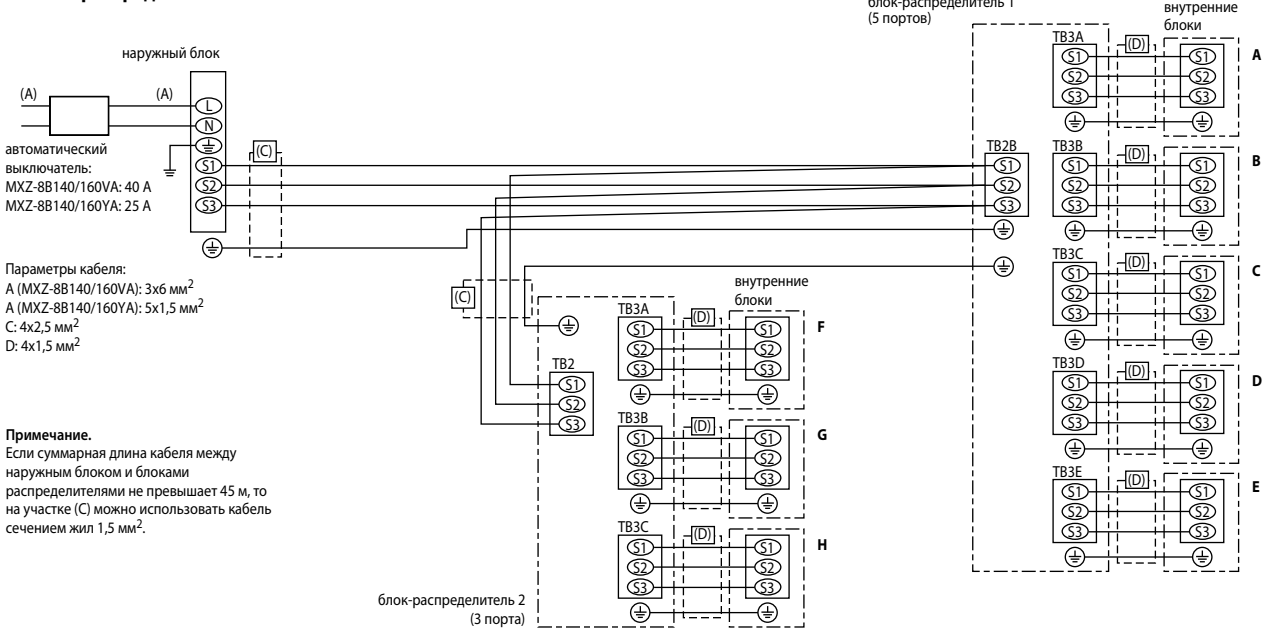 блок-распределитель 1
(5 портов)
внутренние
блоки
наружный блок
(A)
(A)
L
N
S1
S2
S3
(C)
автоматический
выключатель:
MXZ-8B140/160VA: 40 А
MXZ-8B140/160YA: 25 А
Параметры кабеля:
A (MXZ-8B140/160VA): 3x6 мм²
A (MXZ-8B140/160YA): 5x1,5 мм²
C: 4x2,5 мм²
D: 4x1,5 мм²
Примечание.
Если суммарная длина кабеля между
наружным блоком и блоками
распределителями не превышает 45 м, то
на участке (C) можно использовать кабель
сечением жил 1,5 мм².
TB2B
S1
S2
S3
TB3A
(D)
A
S1
S1
S2
S2
S3
S3
TB3B
(D)
B
S1
S1
S2
S2
S3
S3
TB3C
(D)
C
S1
S1
S2
S2
S3
S3
TB3D
(D)
D
S1
S1
S2
S2
S3
S3
TB3E
(D)
E
S1
S1
S2
S2
S3
S3
(C)
внутренние
блоки
TB2
S1
S2
S3
TB3A
(D)
F
S1
S1
S2
S2
S3
S3
TB3B
(D)
G
S1
S1
S2
S2
S3
S3
TB3C
(D)
H
S1
S1
S2
S2
S3
S3
блок-распределитель 2
(3 порта)